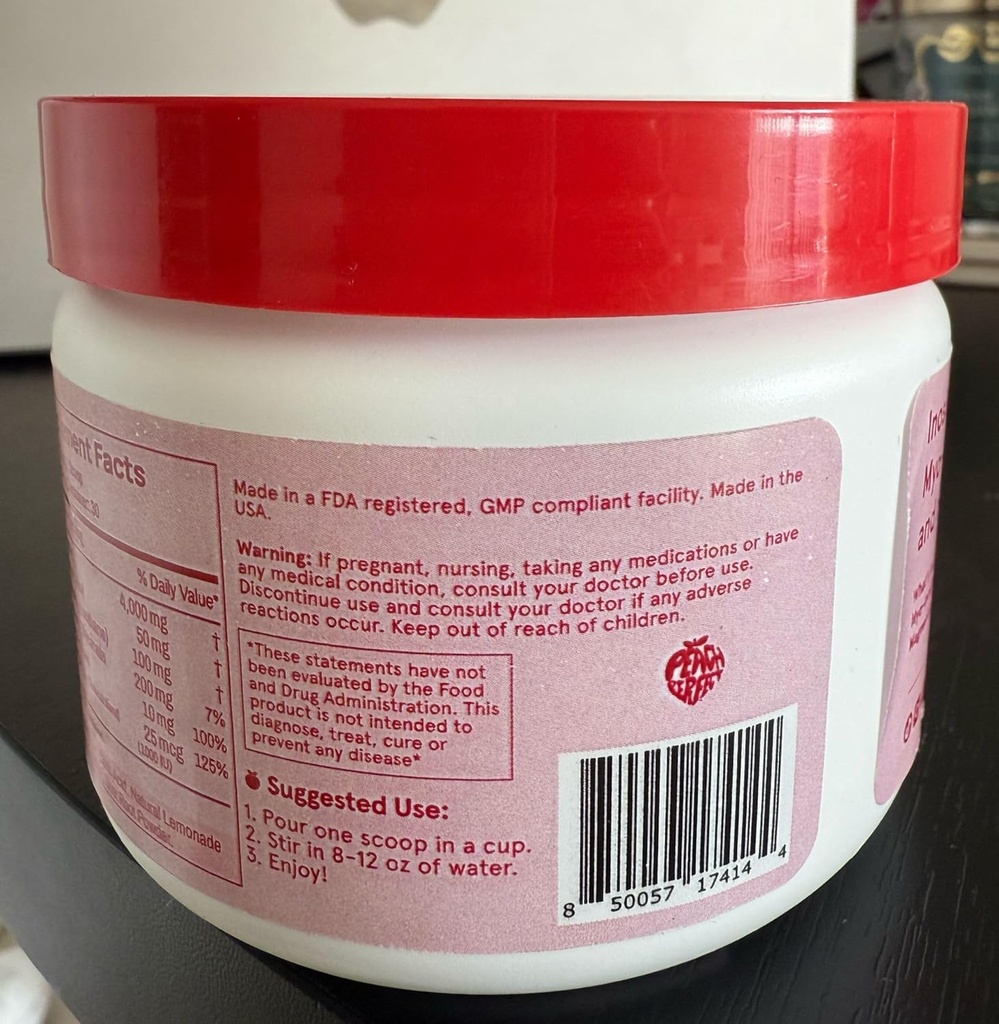 Facts
% Daily Value*
4,000 mg †
50 mg †
100 mg †
200 mg 7%
10 mg 100%
25 mcg 125%
(1000 IU)
Natural Lemonade
Powder.
Made in a FDA registered, GMP compliant facility. Made in the
USA.
Warning: If pregnant, nursing, taking any medications or have
any medical condition, consult your doctor before use.
Discontinue use and consult your doctor if any adverse
reactions occur. Keep out of reach of children.
*These statements have not
been evaluated by the Food
and Drug Administration. This
product is not intended to
diagnose, treat, cure or
prevent any disease*
Suggested Use:
1. Pour one scoop in a cup.
2. Stir in 8-12 oz of water.
3. Enjoy!
PEACH
PERFECT
8 50057 17414 4
and